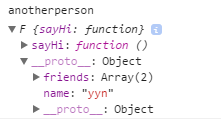 anotherperson
▼ F {sayHi: function} i
▶ sayHi: function ()
▼ __proto__: Object
▶ friends: Array(2)
name: "yyn"
▶ __proto__: Object